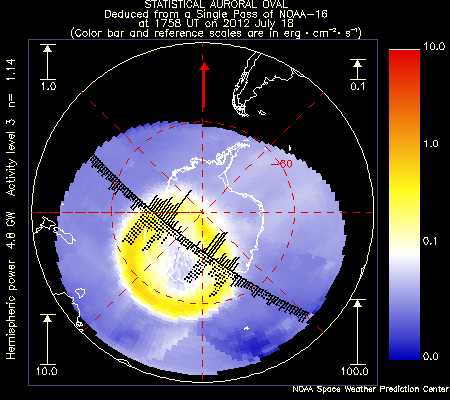 STATISTICAL AURORAL OVAL
Deduced from a Single Pass of NOAA-16
at 1758 UT on 2012 July 18
(Color bar and reference scales are in erg · cm⁻² · s⁻¹)
1.0
0.1
10.0
1.0
0.1
0.0
-60
Hemispheric power 4.8 GW Activity level 3 n= 1.14
10.0
100.0
NOAA Space Weather Prediction Center